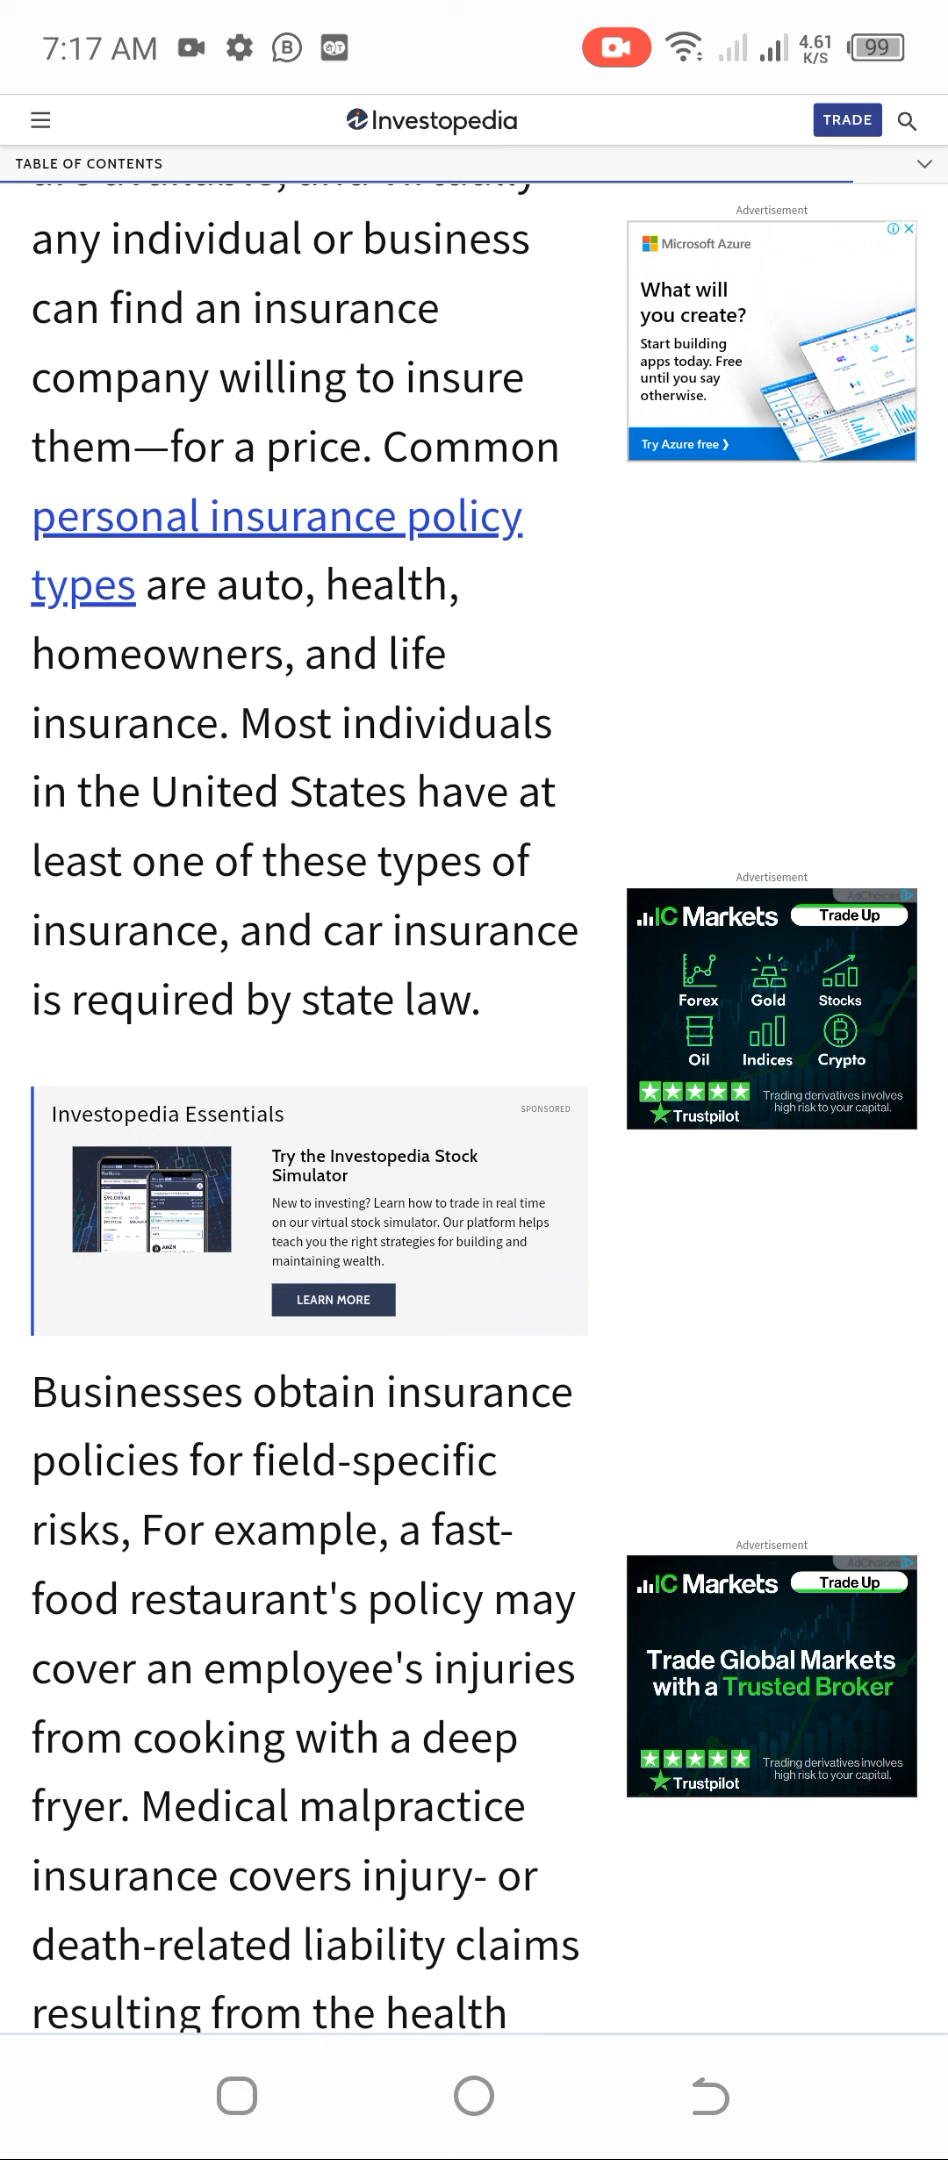 7:17 AM
4.61
K/S
99
Investopedia
TRADE
TABLE OF CONTENTS
any individual or business
can find an insurance
company willing to insure
them—for a price. Common
personal insurance policy
types are auto, health,
homeowners, and life
insurance. Most individuals
in the United States have at
least one of these types of
insurance, and car insurance
is required by state law.
Investopedia Essentials
SPONSORED
Try the Investopedia Stock
Simulator
New to investing? Learn how to trade in real time
on our virtual stock simulator. Our platform helps
teach you the right strategies for building and
maintaining wealth.
LEARN MORE
Businesses obtain insurance
policies for field-specific
risks, For example, a fast-
food restaurant's policy may
cover an employee's injuries
from cooking with a deep
fryer. Medical malpractice
insurance covers injury- or
death-related liability claims
resulting from the health
Advertisement
Microsoft Azure
What will
you create?
Start building
apps today. Free
until you say
otherwise.
Try Azure free ❯
Advertisement
AdChoices
IC Markets
Trade Up
Forex Gold Stocks
Oil Indices Crypto
Trustpilot
Trading derivatives involves
high risk to your capital.
Advertisement
AdChoices
IC Markets
Trade Up
Trade Global Markets
with a Trusted Broker
Trustpilot
Trading derivatives involves
high risk to your capital.